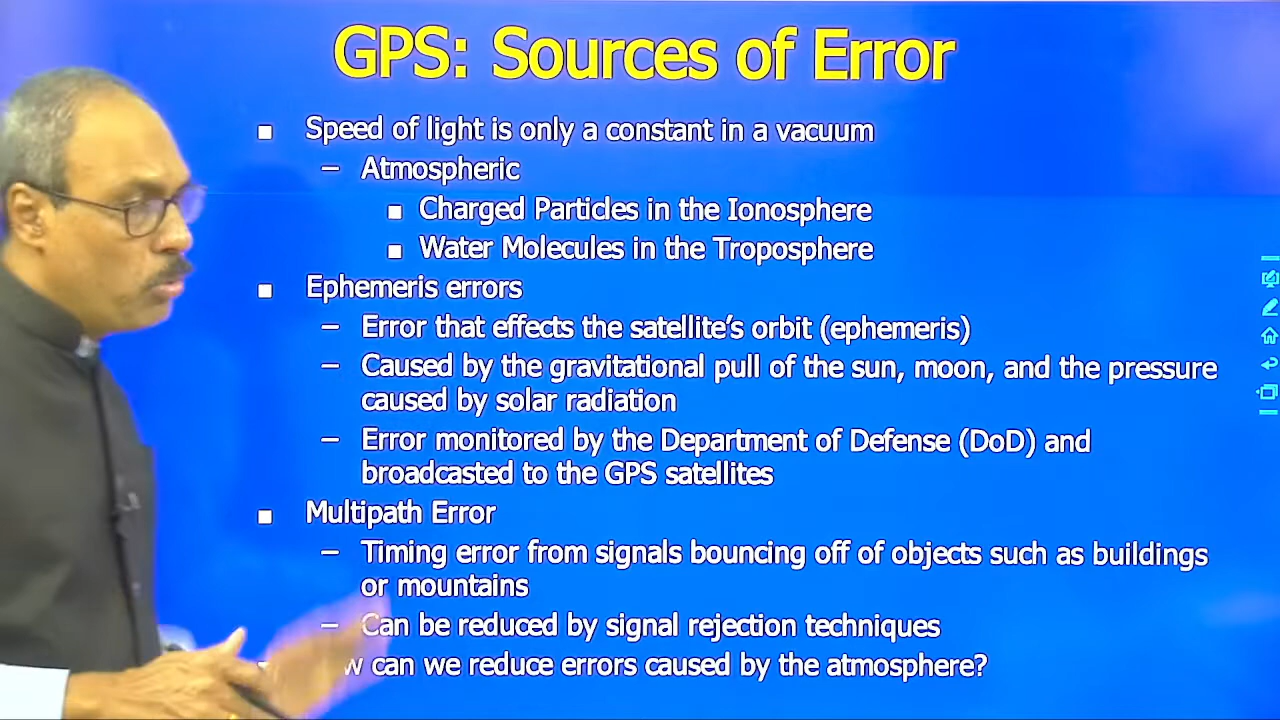 GPS: Sources of Error
▪ Speed of light is only a constant in a vacuum
– Atmospheric
▪ Charged Particles in the Ionosphere
▪ Water Molecules in the Troposphere
▪ Ephemeris errors
– Error that effects the satellite's orbit (ephemeris)
– Caused by the gravitational pull of the sun, moon, and the pressure
caused by solar radiation
– Error monitored by the Department of Defense (DoD) and
broadcasted to the GPS satellites
▪ Multipath Error
– Timing error from signals bouncing off of objects such as buildings
or mountains
– Can be reduced by signal rejection techniques
can we reduce errors caused by the atmosphere?